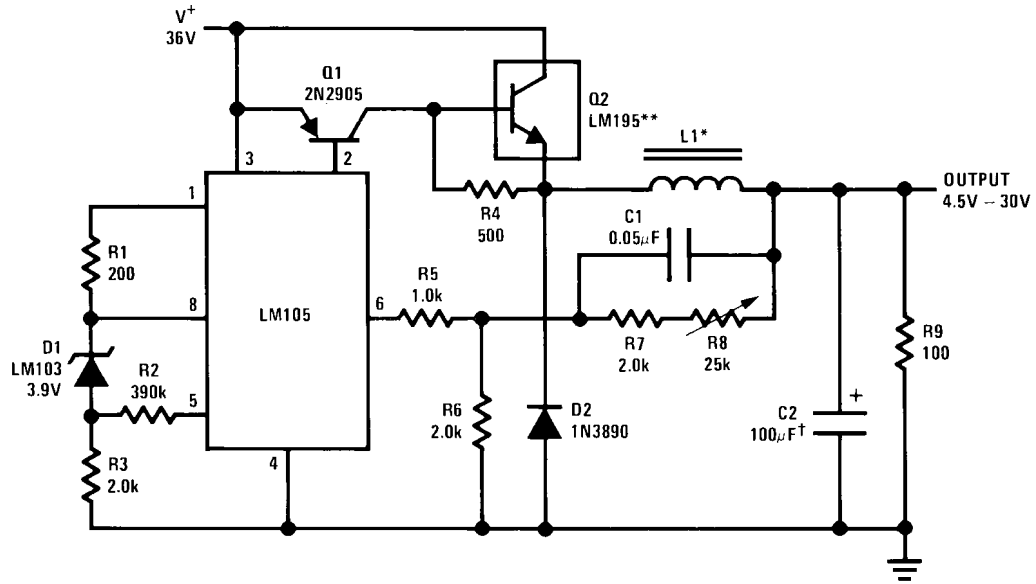 V+
36V
Q1
2N2905
Q2
LM195**
L1*
OUTPUT
4.5V – 30V
3
2
1
R4
500
C1
0.05μF
R1
200
R5
1.0k
8
LM105
6
D1
LM103
3.9V
R2
390k
R7
2.0k
R8
25k
R9
100
5
R6
2.0k
D2
1N3890
+
C2
100μF†
R3
2.0k
4